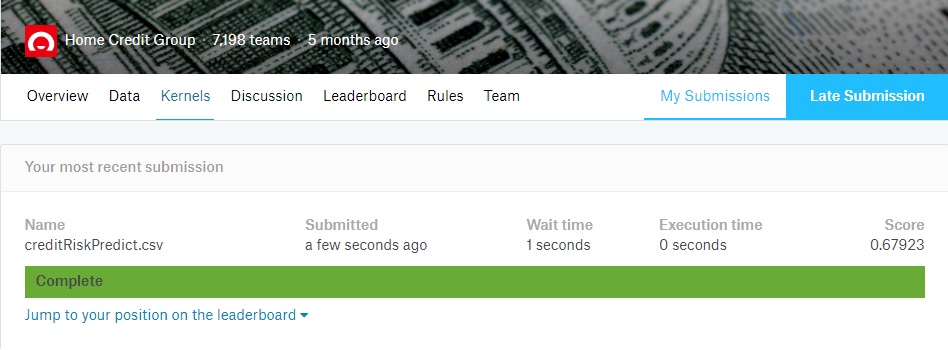 Home Credit Group · 7,198 teams · 5 months ago
Overview Data Kernels Discussion Leaderboard Rules Team My Submissions Late Submission
Your most recent submission
Name Submitted Wait time Execution time Score
creditRiskPredict.csv a few seconds ago 1 seconds 0 seconds 0.67923
Complete
Jump to your position on the leaderboard